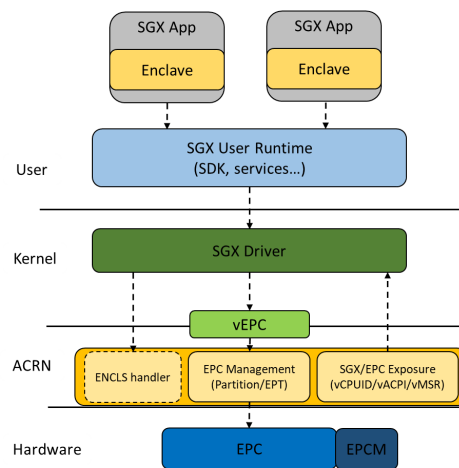 SGX App
SGX App
Enclave
Enclave
SGX User Runtime
(SDK, services...)
User
Kernel
SGX Driver
vEPC
ACRN
ENCLS handler
EPC Management
(Partition/EPT)
SGX/EPC Exposure
(vCPUID/vACPI/vMSR)
Hardware
EPC
EPCM